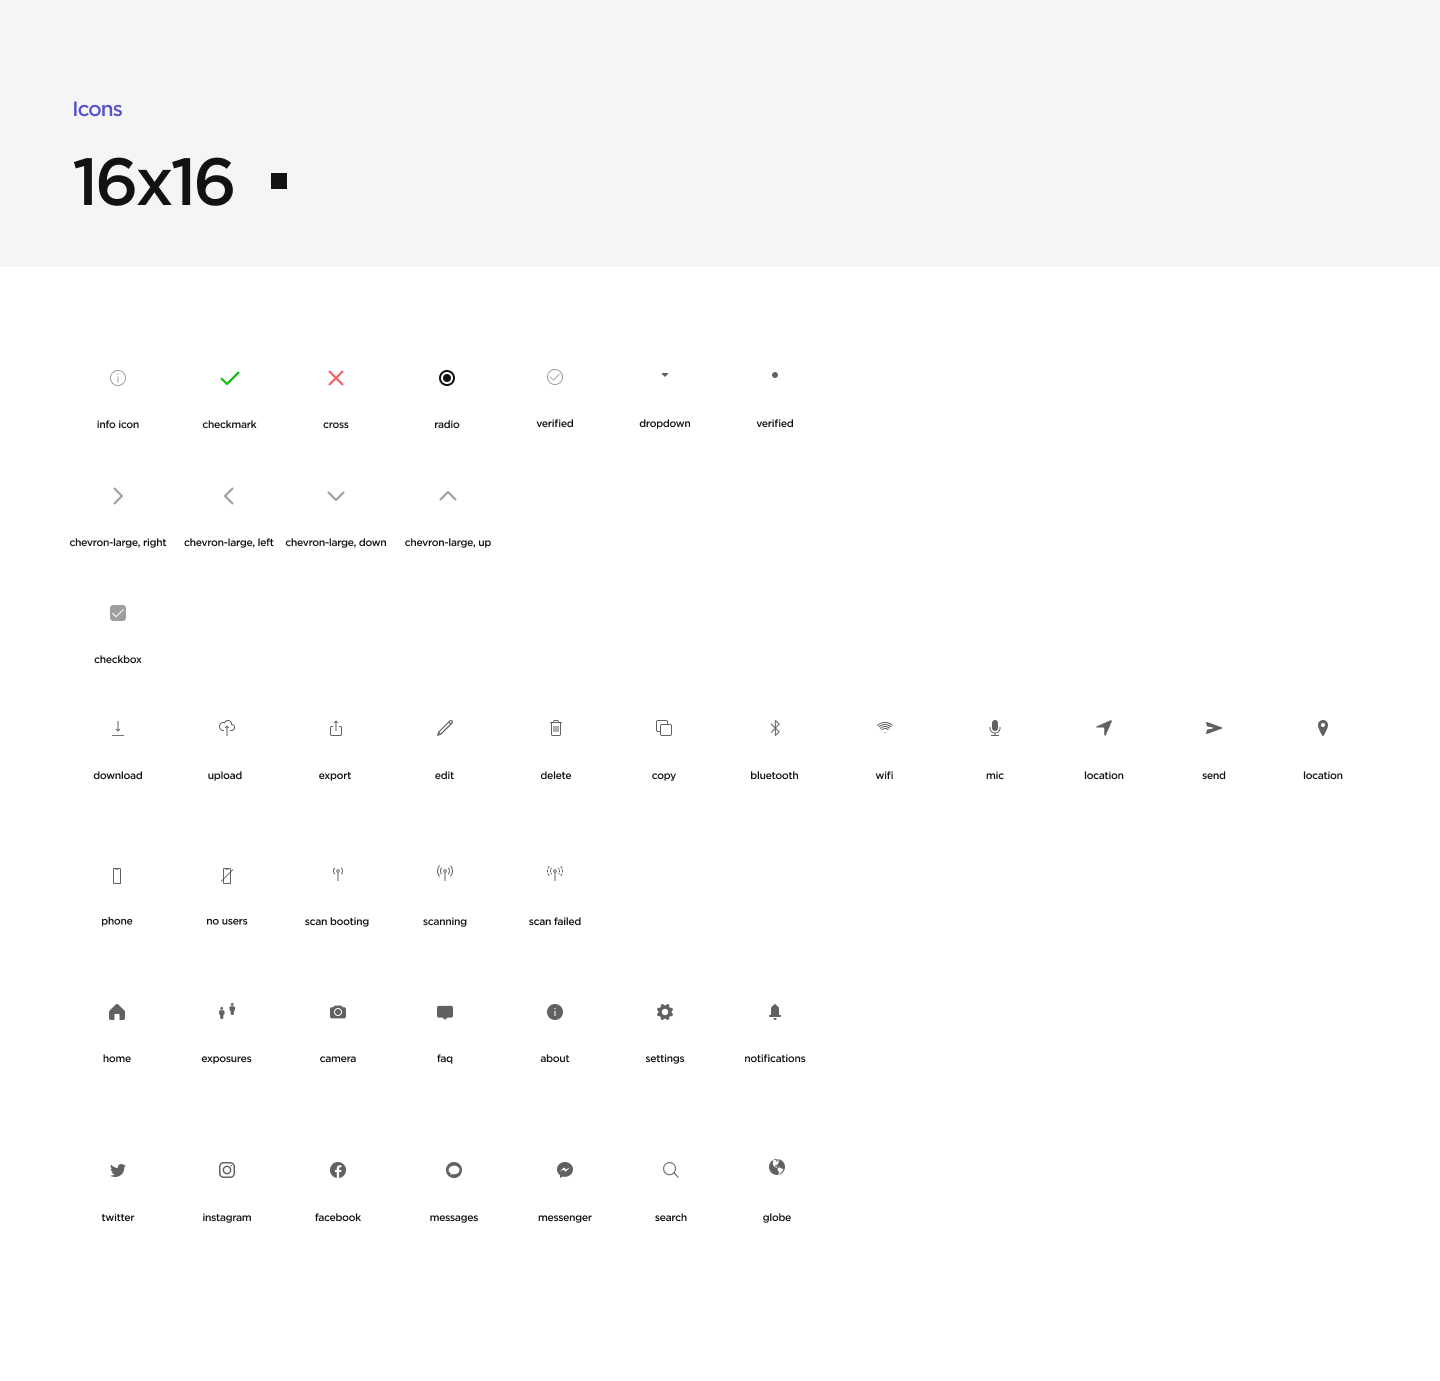 Icons
16x16
info icon checkmark cross radio verified dropdown verified
chevron-large, right chevron-large, left chevron-large, down chevron-large, up
checkbox
download upload export edit delete copy bluetooth wifi mic location send location
phone no users scan booting scanning scan failed
home exposures camera faq about settings notifications
twitter instagram facebook messages messenger search globe